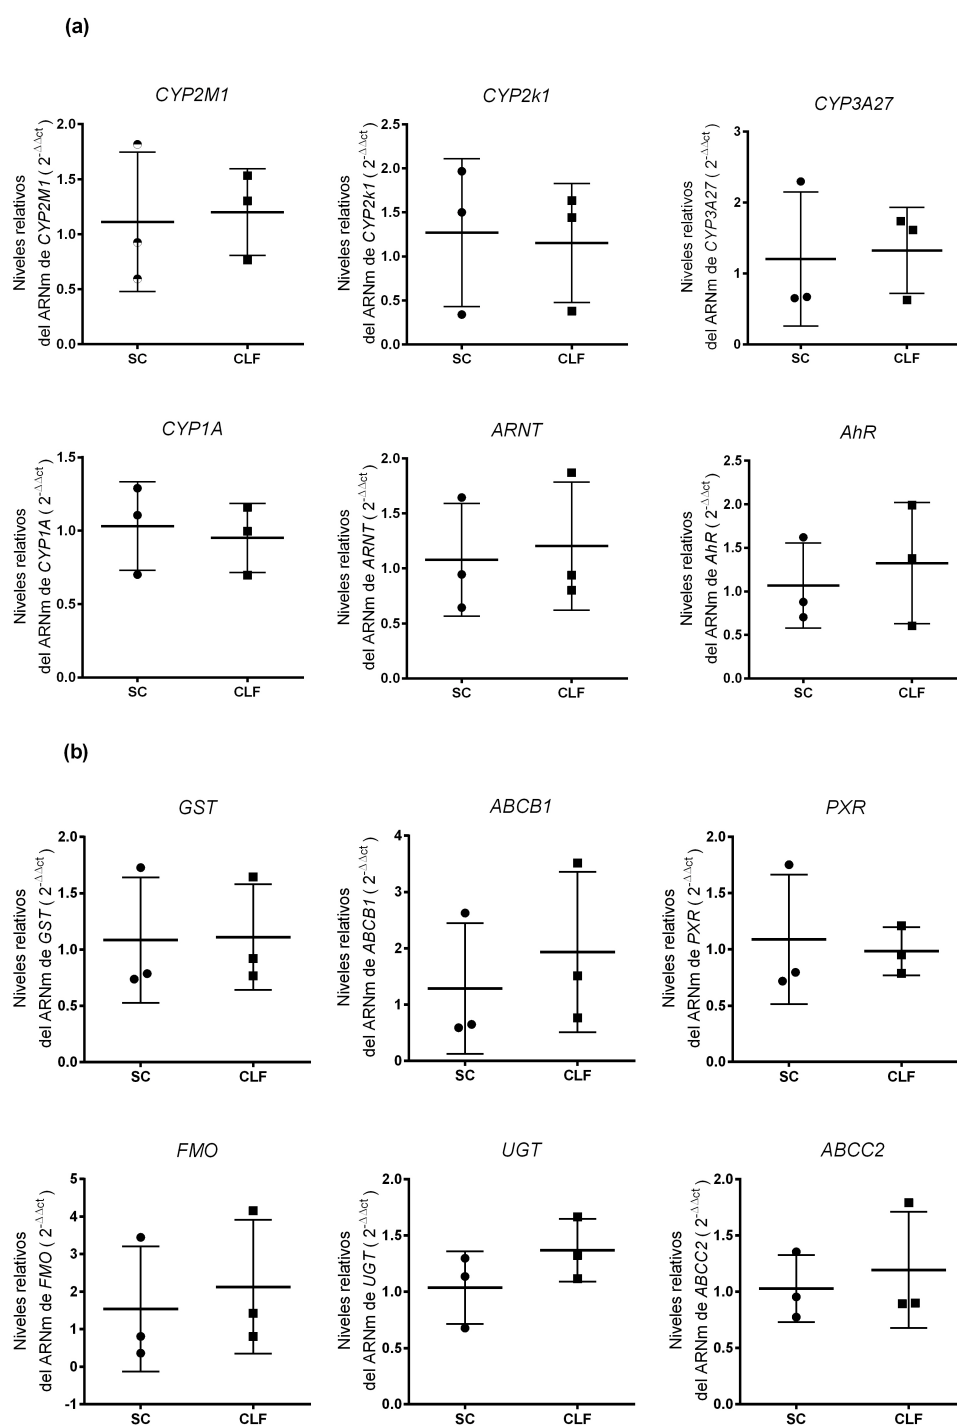 (a)
CYP2M1
Niveles relativos
del ARNm de CYP2M1 ( 2-ΔΔct )
2.0
1.5
1.0
0.5
0.0
SC CLF
CYP2k1
Niveles relativos
del ARNm de CYP2k1 ( 2-ΔΔct )
2.5
2.0
1.5
1.0
0.5
0.0
SC CLF
CYP3A27
Niveles relativos
del ARNm de CYP3A27 ( 2-ΔΔct )
3
2
1
0
SC CLF
CYP1A
Niveles relativos
del ARNm de CYP1A ( 2-ΔΔct )
1.5
1.0
0.5
0.0
SC CLF
ARNT
Niveles relativos
del ARNm de ARNT ( 2-ΔΔct )
2.0
1.5
1.0
0.5
0.0
SC CLF
AhR
Niveles relativos
del ARNm de AhR ( 2-ΔΔct )
2.5
2.0
1.5
1.0
0.5
0.0
SC CLF
(b)
GST
Niveles relativos
del ARNm de GST ( 2-ΔΔct )
2.0
1.5
1.0
0.5
0.0
SC CLF
ABCB1
Niveles relativos
del ARNm de ABCB1 ( 2-ΔΔct )
4
3
2
1
0
SC CLF
PXR
Niveles relativos
del ARNm de PXR ( 2-ΔΔct )
2.0
1.5
1.0
0.5
0.0
SC CLF
FMO
Niveles relativos
del ARNm de FMO ( 2-ΔΔct )
5
4
3
2
1
0
-1
SC CLF
UGT
Niveles relativos
del ARNm de UGT ( 2-ΔΔct )
2.0
1.5
1.0
0.5
0.0
SC CLF
ABCC2
Niveles relativos
del ARNm de ABCC2 ( 2-ΔΔct )
2.0
1.5
1.0
0.5
0.0
SC CLF